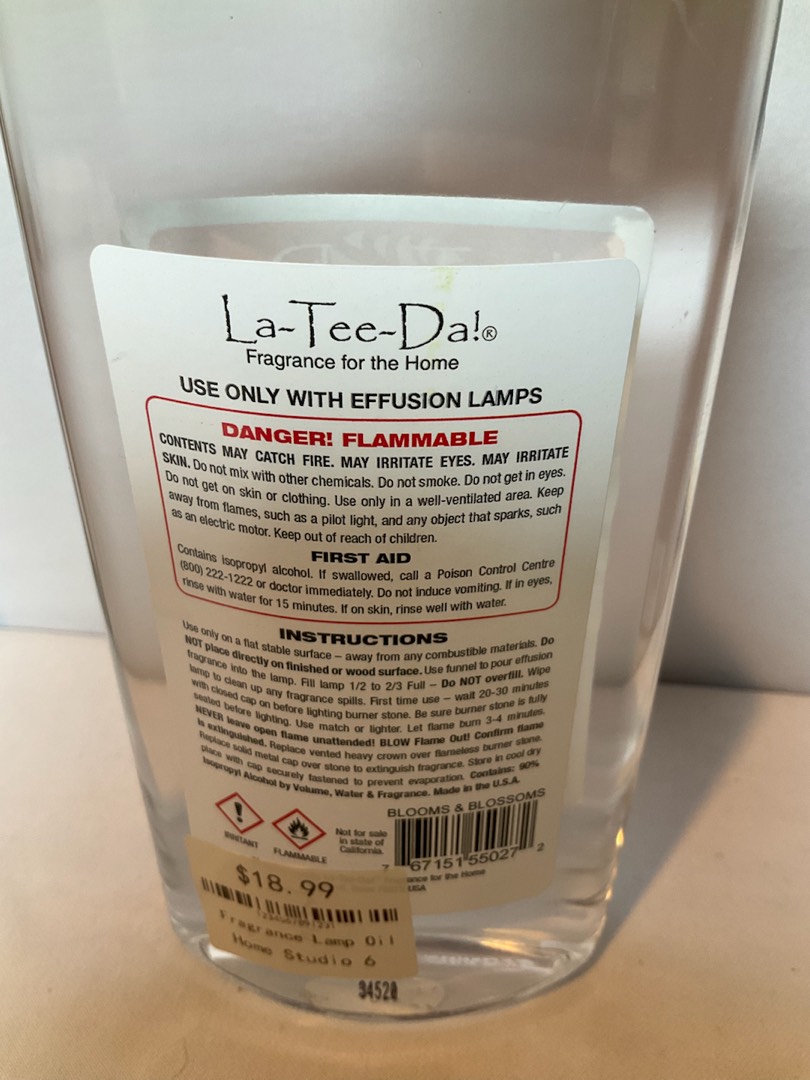 La-Tee-Da!®
Fragrance for the Home
USE ONLY WITH EFFUSION LAMPS
DANGER! FLAMMABLE
CONTENTS MAY CATCH FIRE. MAY IRRITATE EYES. MAY IRRITATE
SKIN. Do not mix with other chemicals. Do not smoke. Do not get in eyes.
Do not get on skin or clothing. Use only in a well-ventilated area. Keep
away from flames, such as a pilot light, and any object that sparks, such
as an electric motor. Keep out of reach of children.
FIRST AID
Contains isopropyl alcohol. If swallowed, call a Poison Control Centre
(800) 222-1222 or doctor immediately. Do not induce vomiting. If in eyes,
rinse with water for 15 minutes. If on skin, rinse well with water.
INSTRUCTIONS
Use only on a flat stable surface – away from any combustible materials. Do
NOT place directly on finished or wood surface. Use funnel to pour effusion
fragrance into the lamp. Fill lamp 1/2 to 2/3 Full – Do NOT overfill. Wipe
lamp to clean up any fragrance spills. First time use – wait 20-30 minutes
with closed cap on before lighting burner stone. Be sure burner stone is fully
seated before lighting. Use match or lighter. Let flame burn 3-4 minutes.
NEVER leave open flame unattended! BLOW Flame Out! Confirm flame
is extinguished. Replace vented heavy crown over flameless burner stone.
Replace solid metal cap over stone to extinguish fragrance. Store in cool dry
place with cap securely fastened to prevent evaporation. Contains: 90%
Isopropyl Alcohol by Volume, Water & Fragrance. Made in the U.S.A.
BLOOMS & BLOSSOMS
IRRITANT
FLAMMABLE
Not for sale
in state of
California.
7 67151 55027 2
for the Home
USA
$18.99
Fragrance Lamp Oil
Home Studio 6
94520